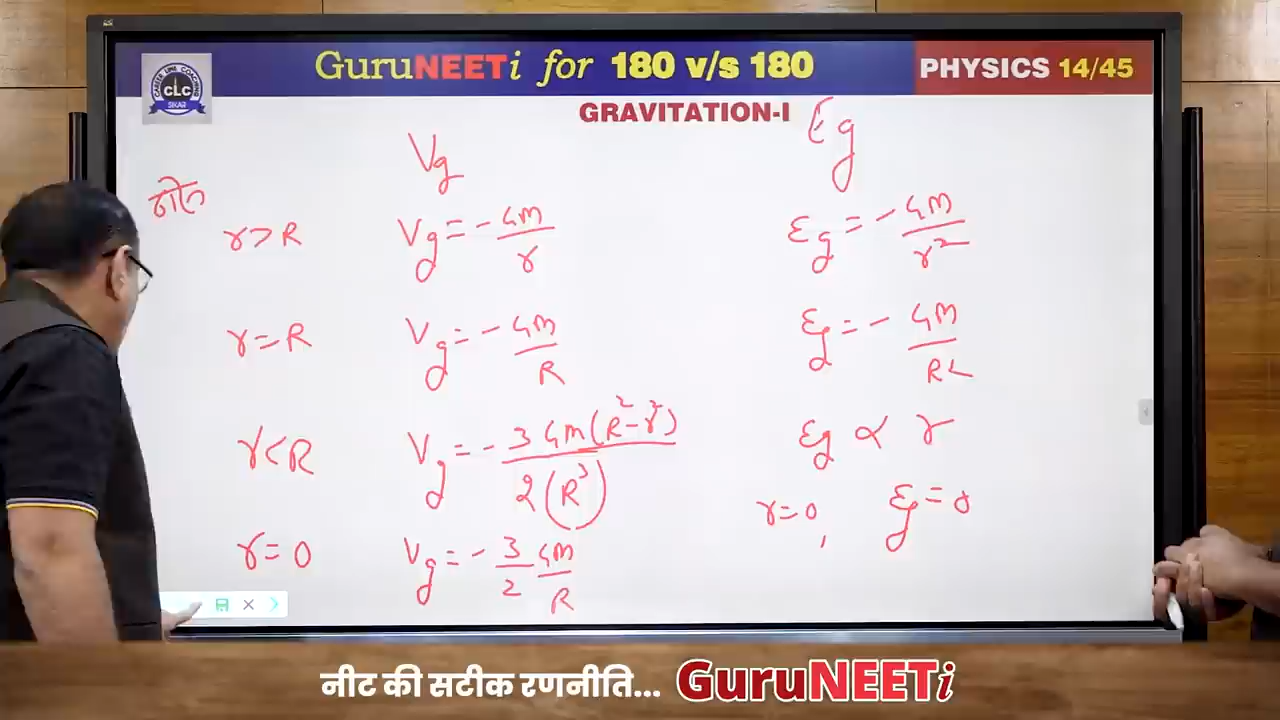 GuruNEETi for 180 v/s 180
PHYSICS 14/45
CLC
SIKAR
GRAVITATION-I
Vg Eg
r > R Vg = - GM/r Eg = - GM/r²
r = R Vg = - GM/R Eg = - GM/R²
r < R Vg = - 3GM(R²-r²)/2(R³) Eg ∝ r
r = 0, Eg = 0
r = 0 Vg = - 3/2 GM/R
नीट की सटीक रणनीति... GuruNEETi